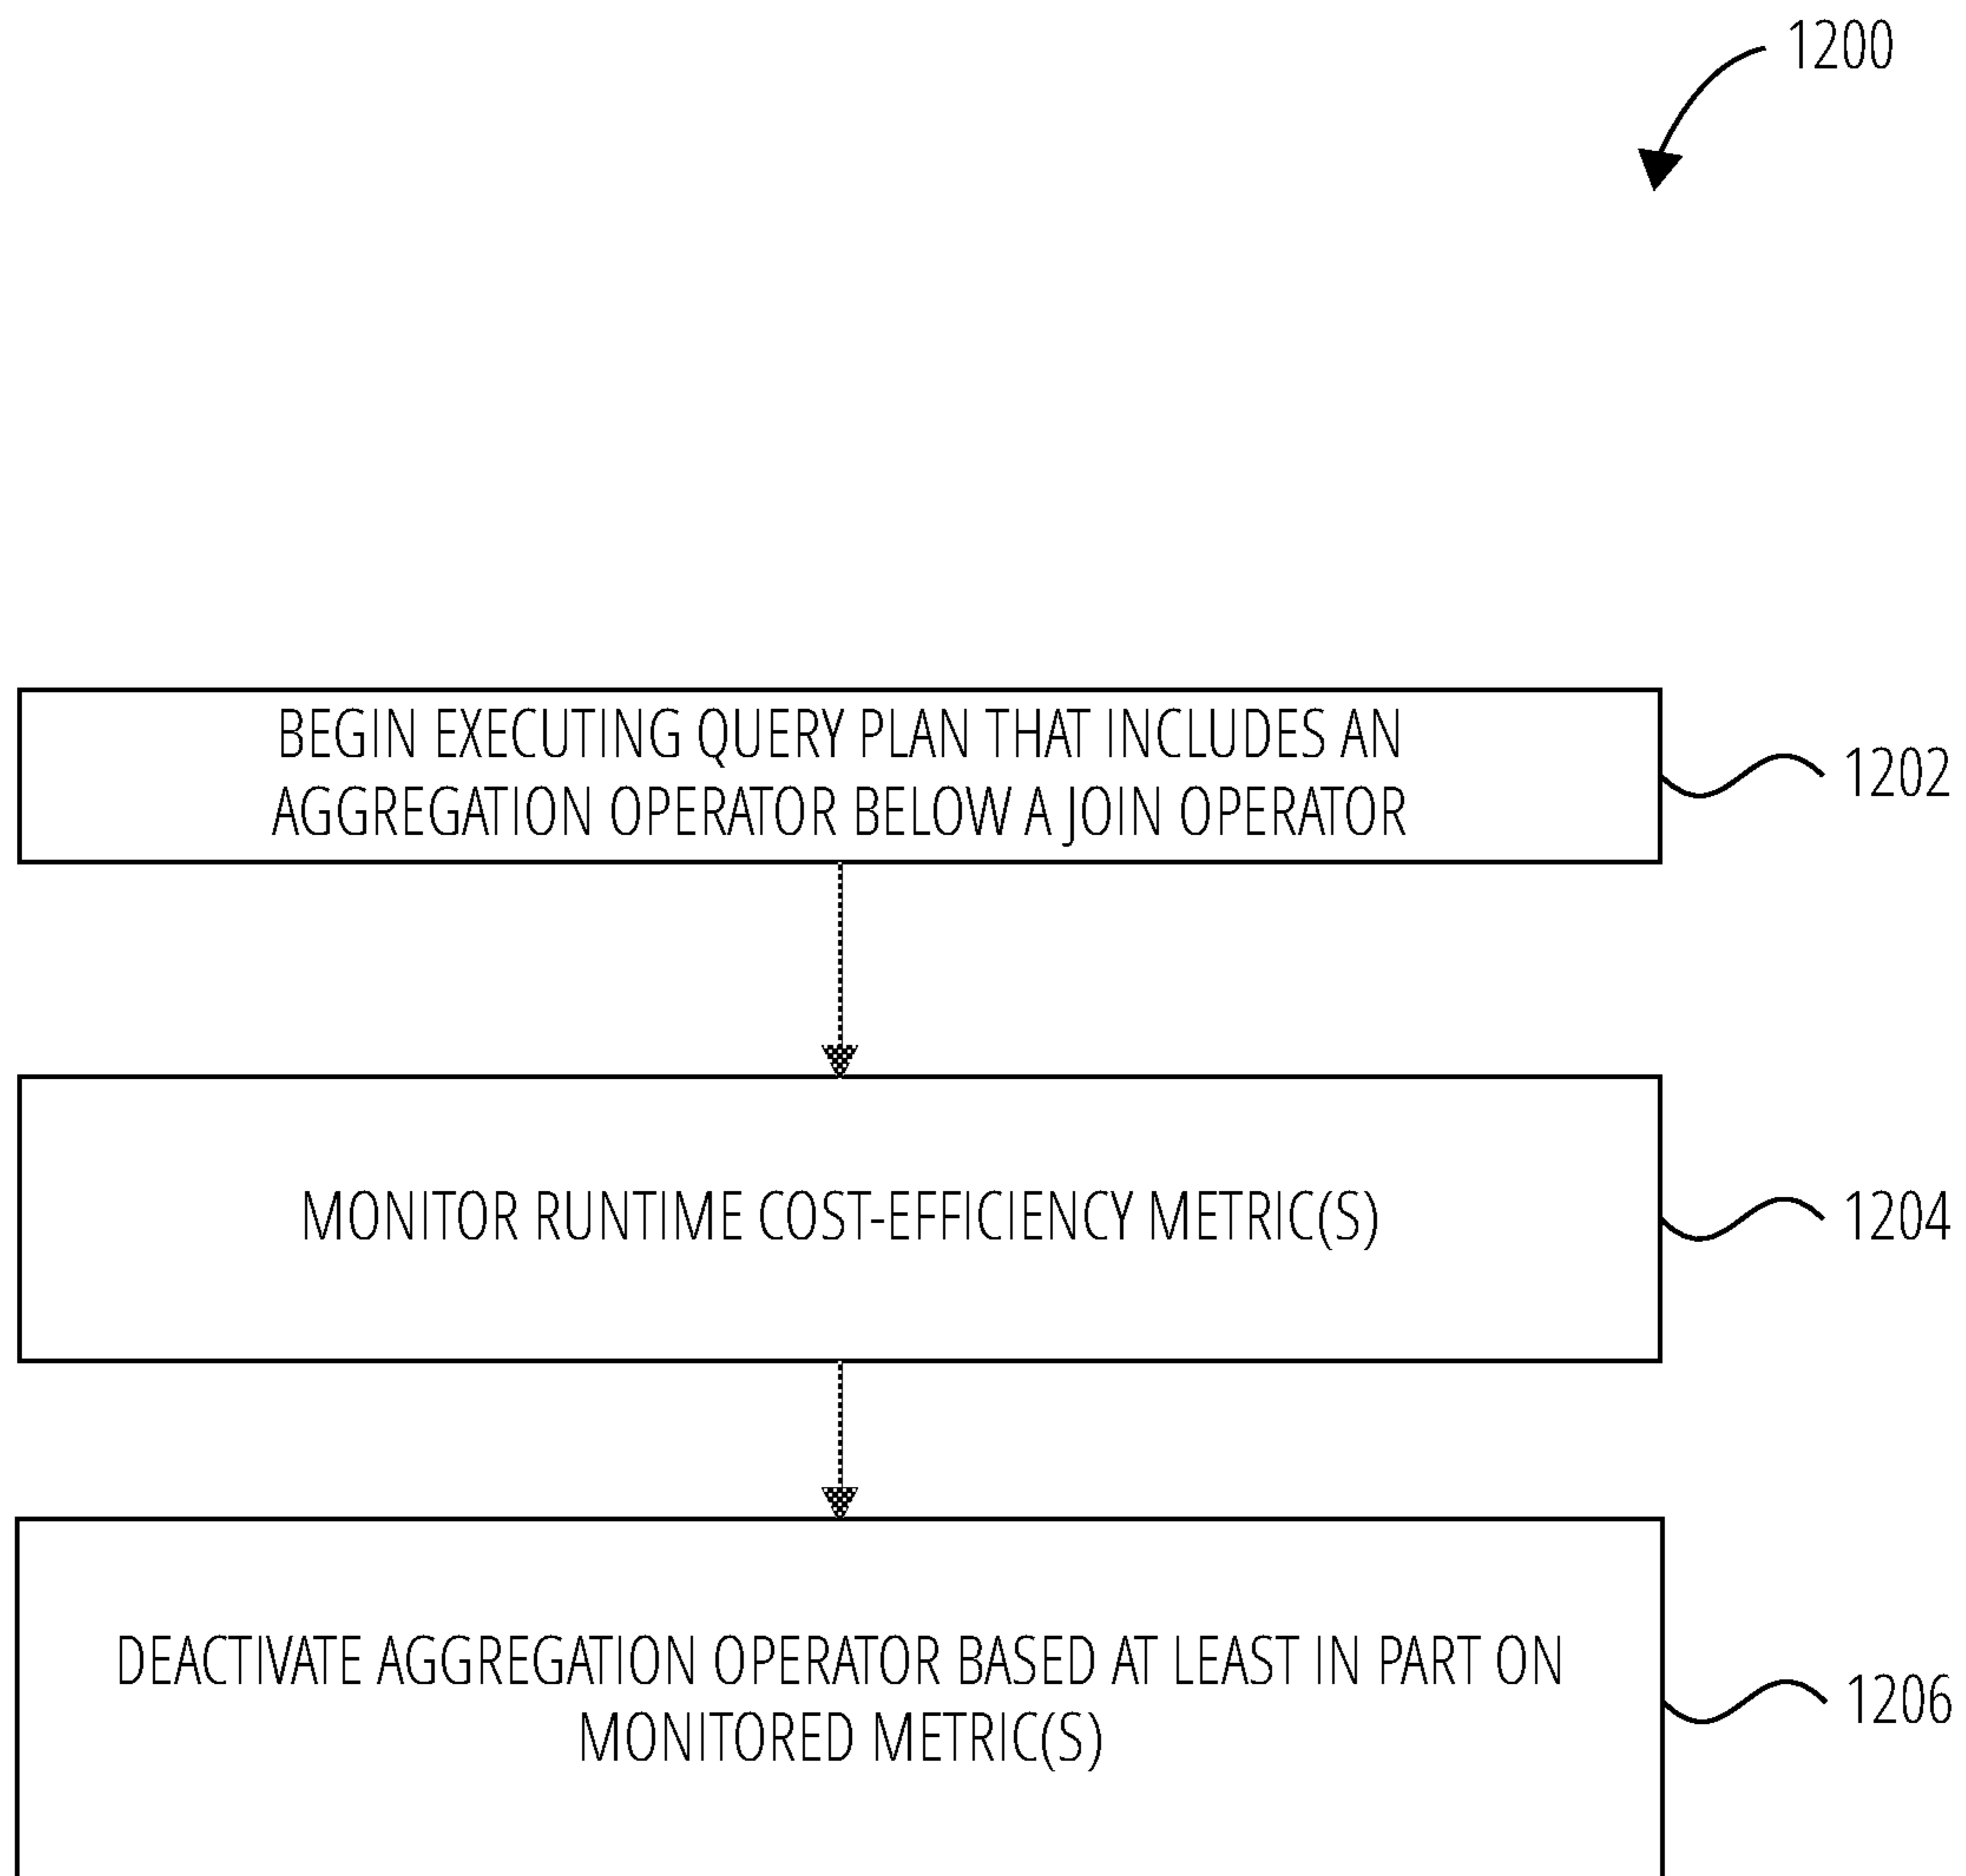 1200
BEGIN EXECUTING QUERY PLAN THAT INCLUDES AN
AGGREGATION OPERATOR BELOW A JOIN OPERATOR
1202
MONITOR RUNTIME COST-EFFICIENCY METRIC(S)
1204
DEACTIVATE AGGREGATION OPERATOR BASED AT LEAST IN PART ON
MONITORED METRIC(S)
1206